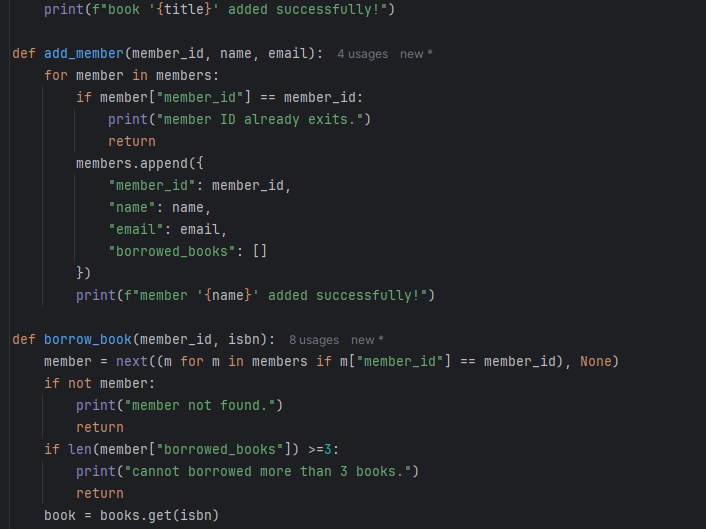 print(f"book '{title}' added successfully!")

def add_member(member_id, name, email):  4 usages  new *
    for member in members:
        if member["member_id"] == member_id:
            print("member ID already exits.")
            return
        members.append({
            "member_id": member_id,
            "name": name,
            "email": email,
            "borrowed_books": []
        })
        print(f"member '{name}' added successfully!")

def borrow_book(member_id, isbn):  8 usages  new *
    member = next((m for m in members if m["member_id"] == member_id), None)
    if not member:
        print("member not found.")
        return
    if len(member["borrowed_books"]) >=3:
        print("cannot borrowed more than 3 books.")
        return
    book = books.get(isbn)